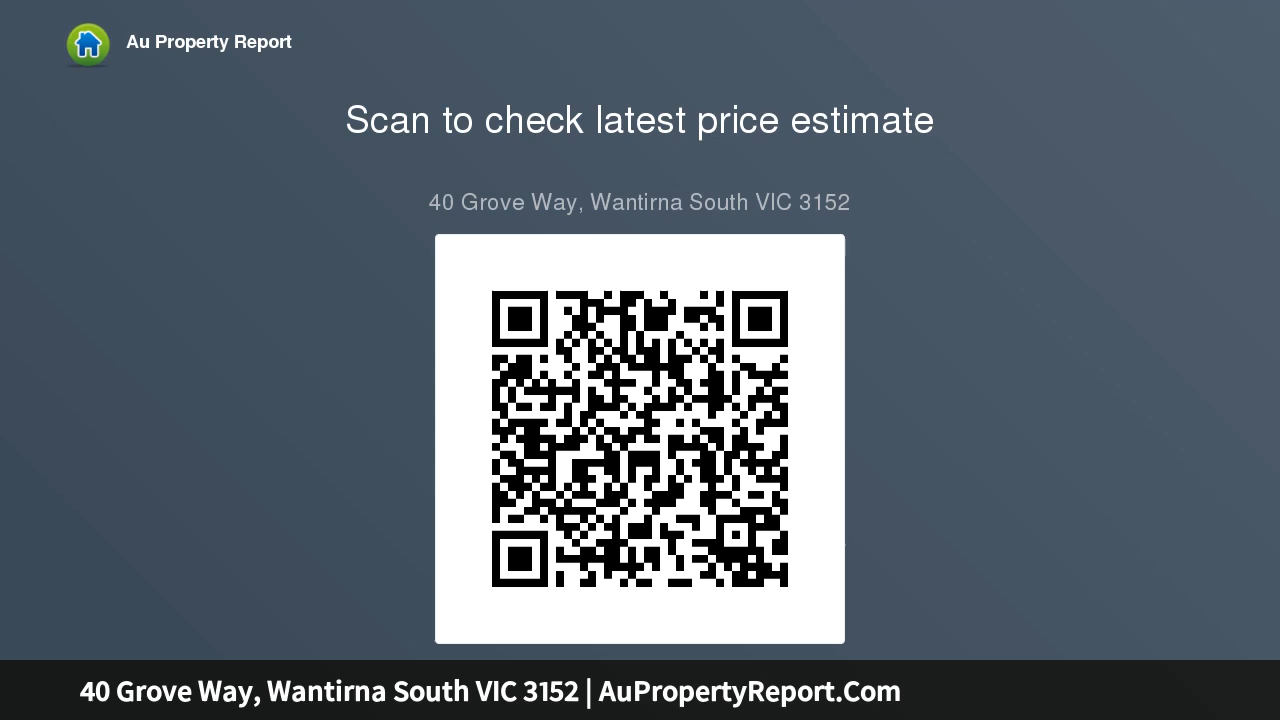 Au Property Report
Scan to check latest price estimate
40 Grove Way, Wantirna South VIC 3152
40 Grove Way, Wantirna South VIC 3152 | AuPropertyReport.Com